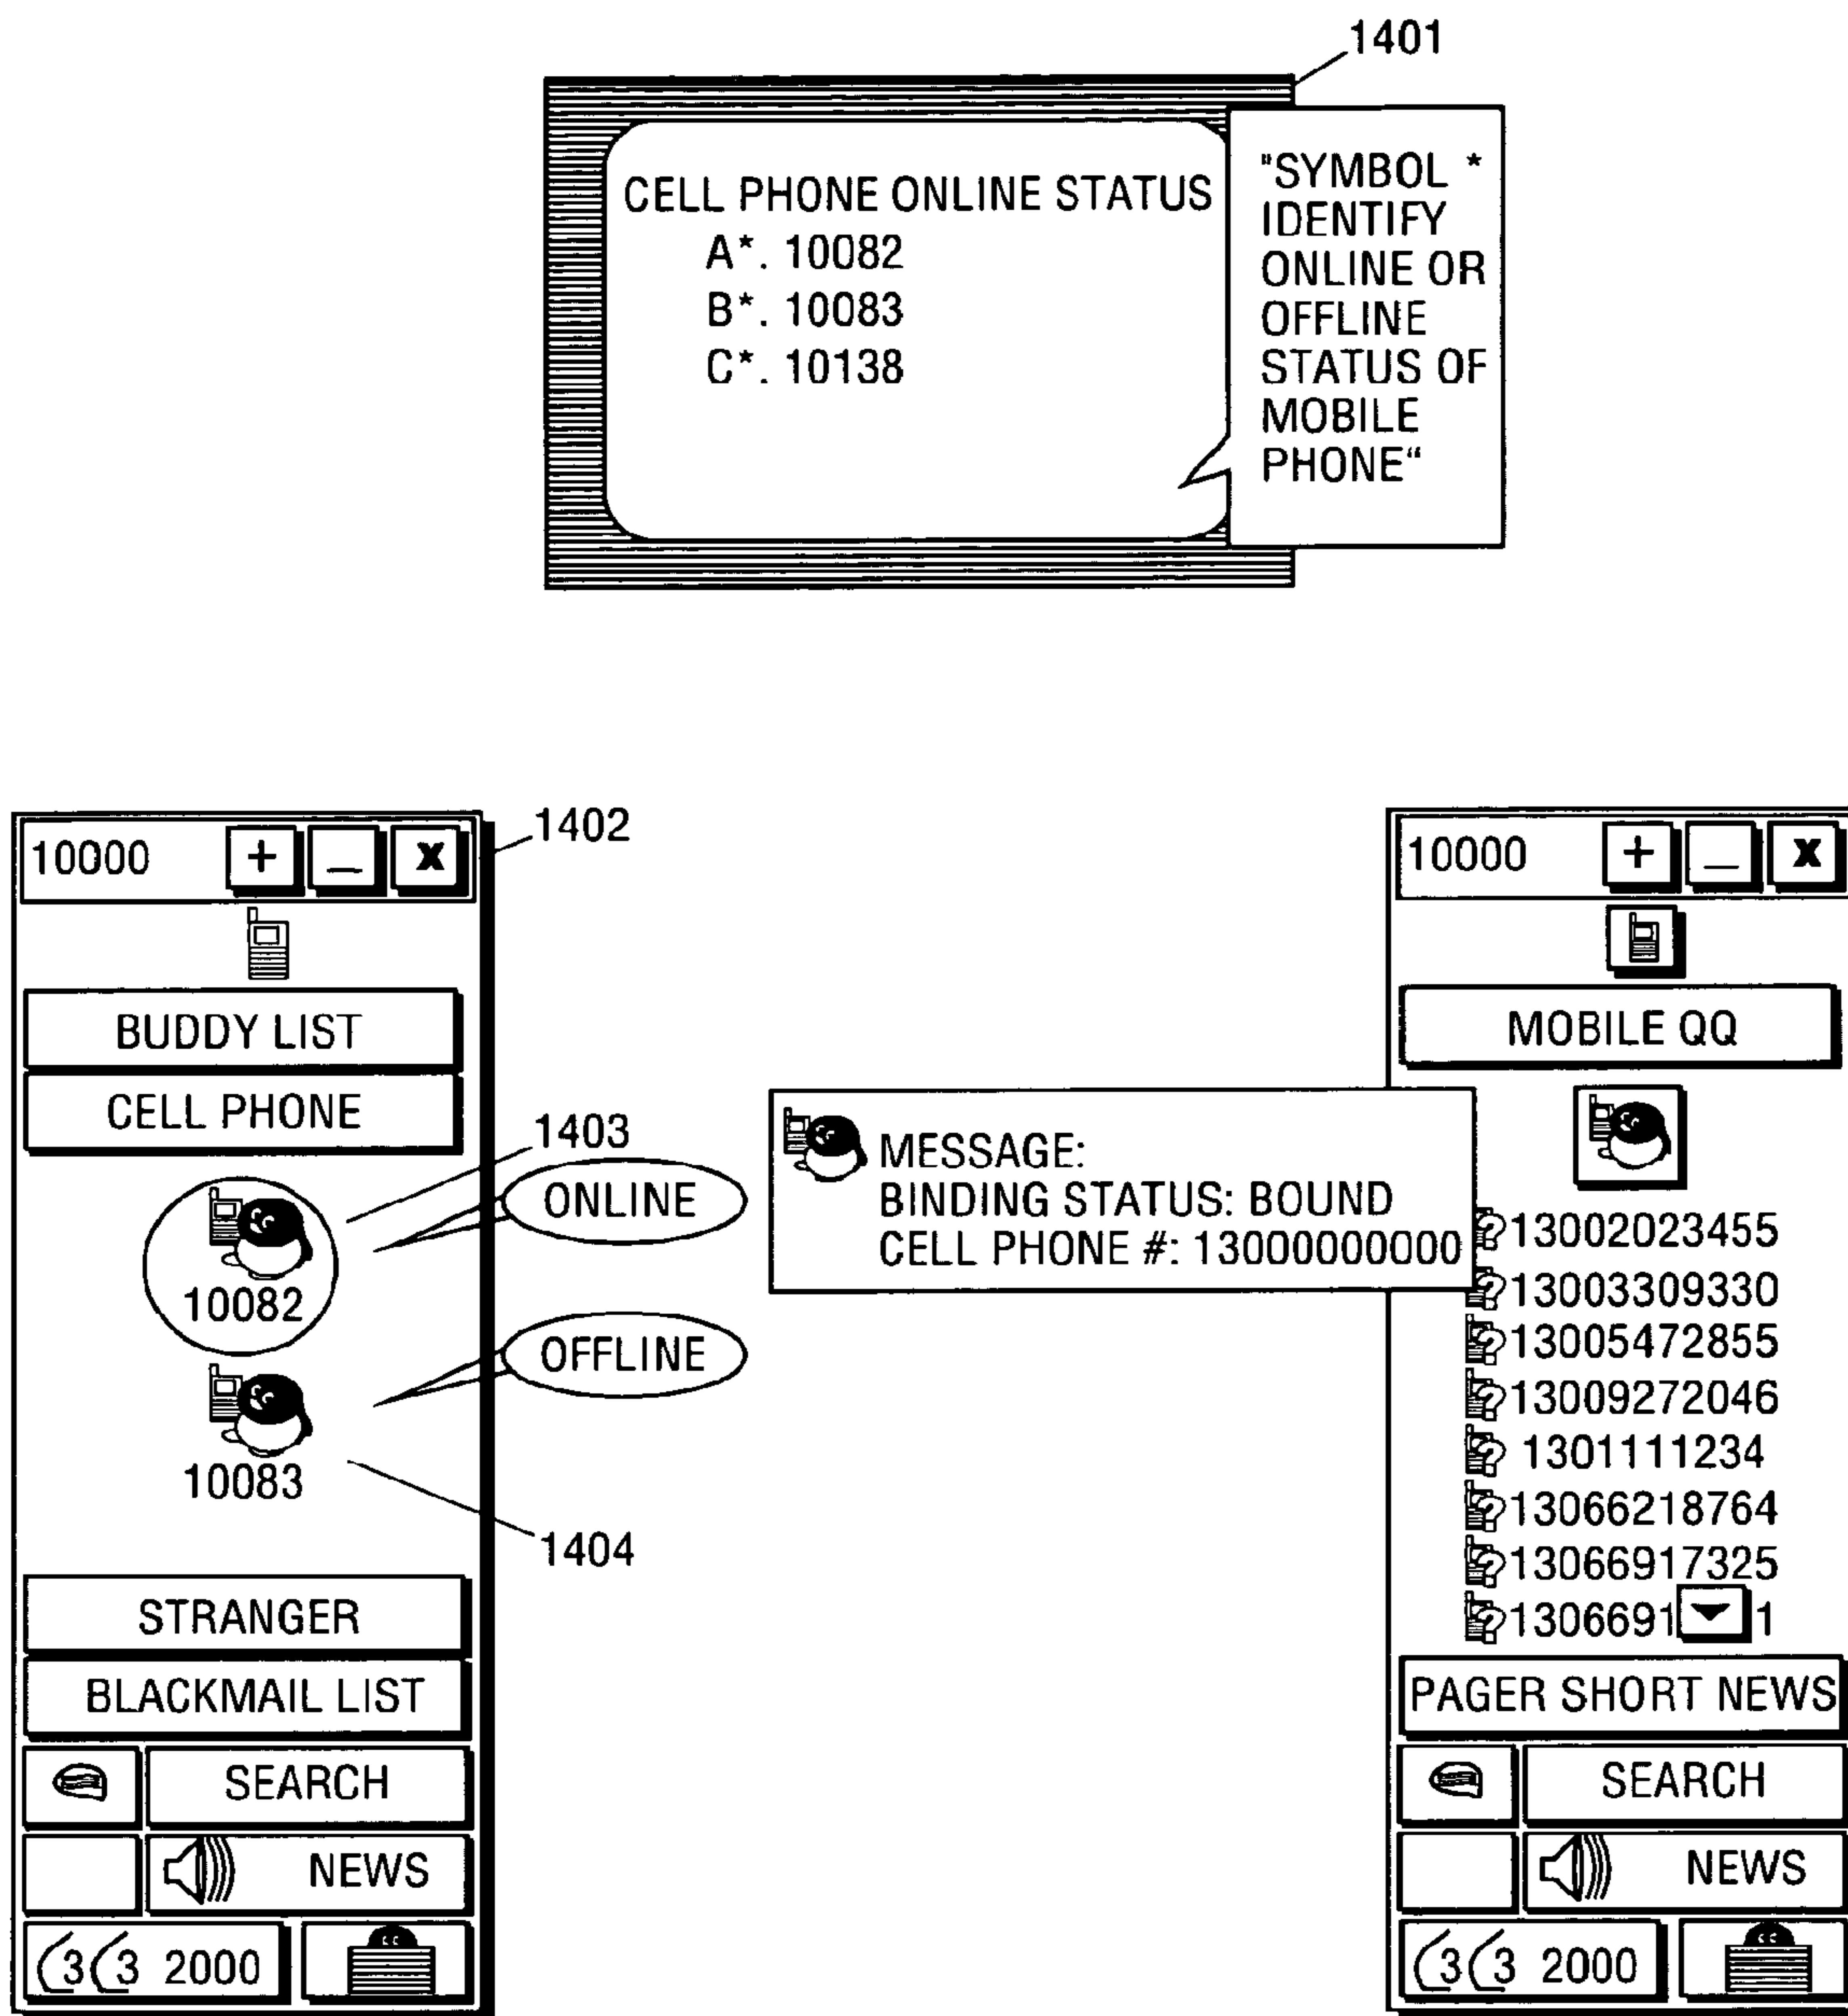 1401
CELL PHONE ONLINE STATUS
A*. 10082
B*. 10083
C*. 10138
"SYMBOL *
IDENTIFY
ONLINE OR
OFFLINE
STATUS OF
MOBILE
PHONE“
10000 + _ x
1402
BUDDY LIST
CELL PHONE
1403
ONLINE
10082
OFFLINE
10083
1404
STRANGER
BLACKMAIL LIST
SEARCH
NEWS
2000
MESSAGE:
BINDING STATUS: BOUND
CELL PHONE #: 13000000000
10000 + _ x
MOBILE QQ
?13002023455
?13003309330
?13005472855
?13009272046
? 1301111234
?13066218764
?13066917325
?1306691 1
PAGER SHORT NEWS
SEARCH
NEWS
2000